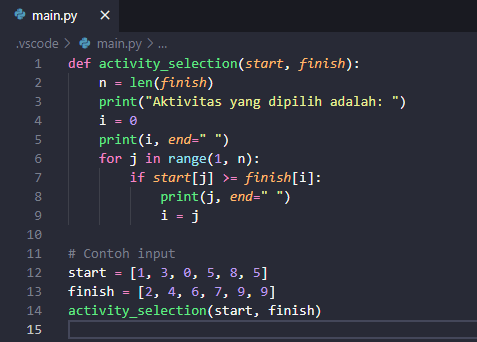 main.py ×
.vscode > main.py > ...
1 def activity_selection(start, finish):
2     n = len(finish)
3     print("Aktivitas yang dipilih adalah: ")
4     i = 0
5     print(i, end=" ")
6     for j in range(1, n):
7         if start[j] >= finish[i]:
8             print(j, end=" ")
9             i = j
10
11 # Contoh input
12 start = [1, 3, 0, 5, 8, 5]
13 finish = [2, 4, 6, 7, 9, 9]
14 activity_selection(start, finish)
15